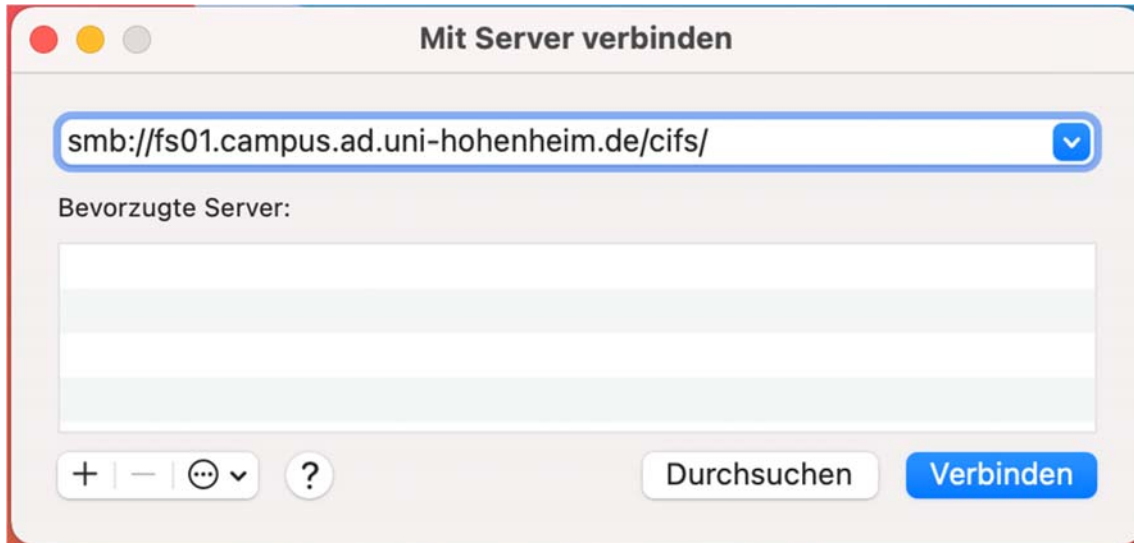 Mit Server verbinden
smb://fs01.campus.ad.uni-hohenheim.de/cifs/
Bevorzugte Server:
?
Durchsuchen
Verbinden